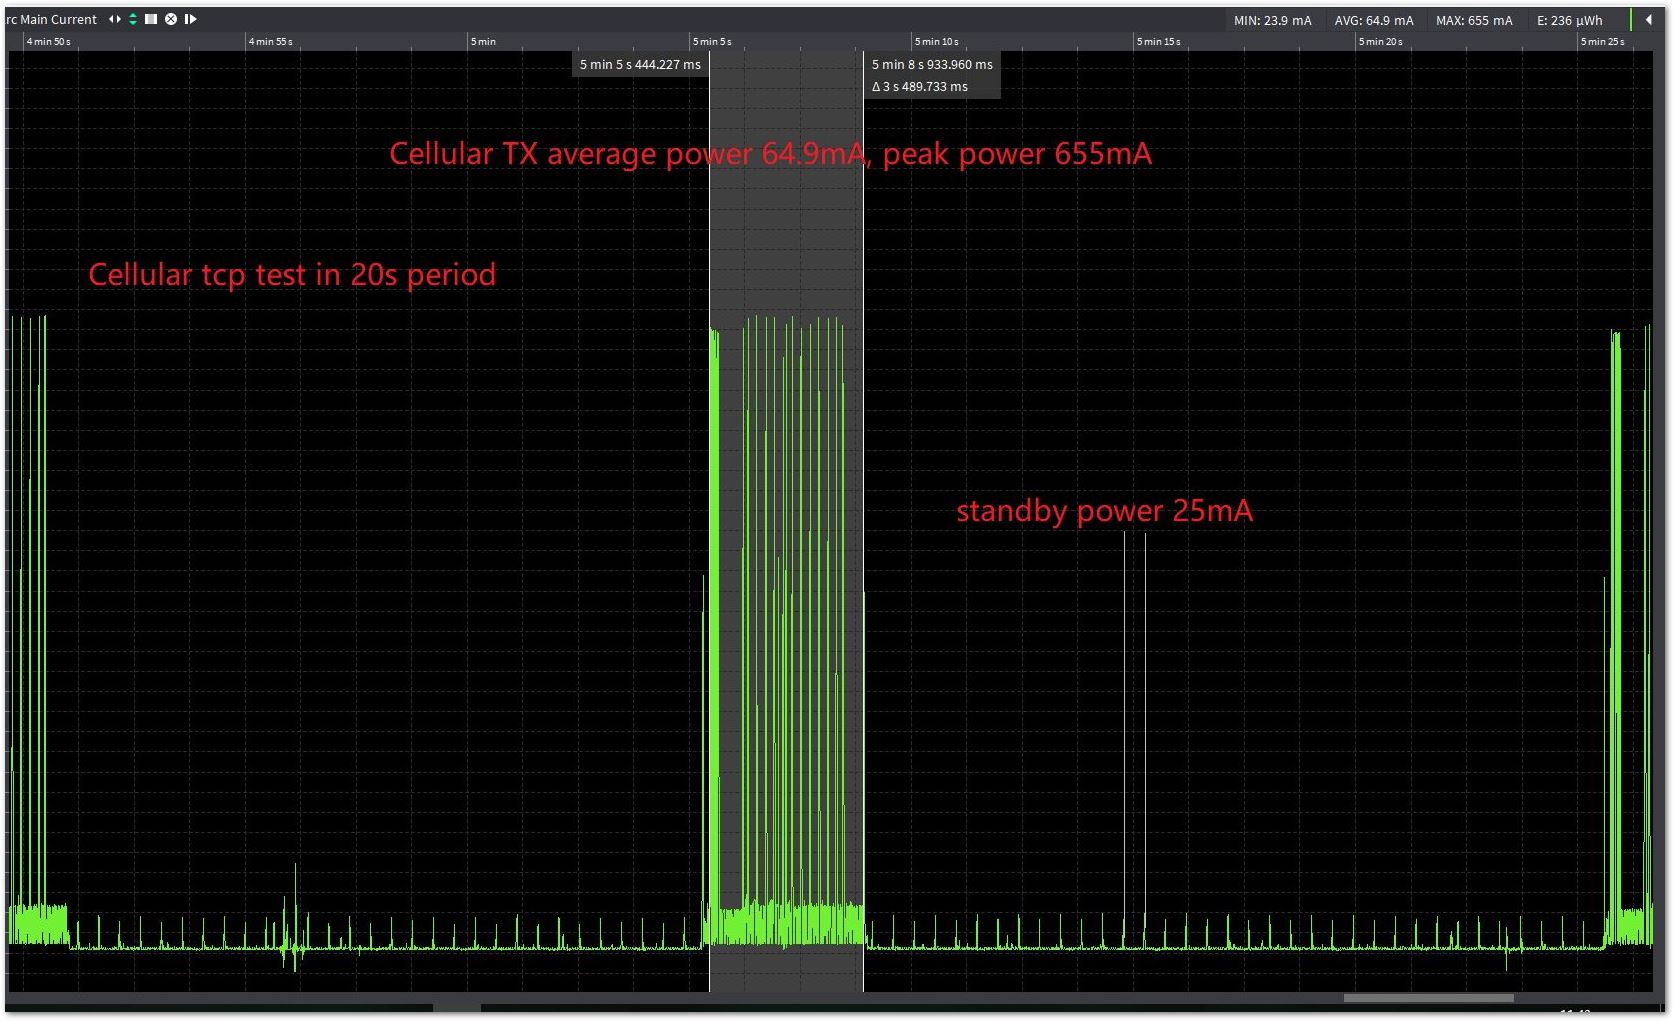 rc Main Current
MIN: 23.9 mA AVG: 64.9 mA MAX: 655 mA E: 236 µWh
4 min 50 s 4 min 55 s 5 min 5 min 5 s 5 min 10 s 5 min 15 s 5 min 20 s 5 min 25 s
5 min 5 s 444.227 ms 5 min 8 s 933.960 ms
Δ 3 s 489.733 ms
Cellular TX average power 64.9mA, peak power 655mA
Cellular tcp test in 20s period
standby power 25mA